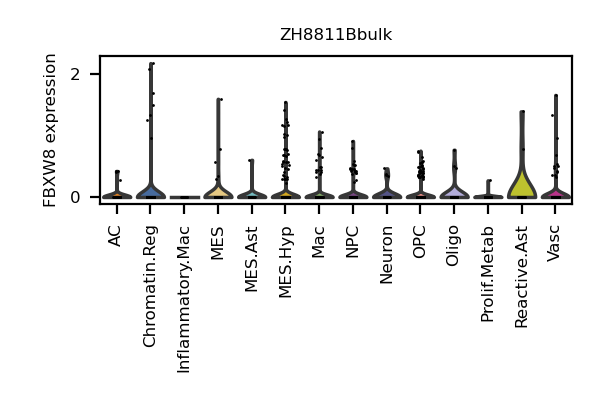 ZH8811Bbulk
FBXW8 expression
2
0
AC
Chromatin.Reg
Inflammatory.Mac
MES
MES.Ast
MES.Hyp
Mac
NPC
Neuron
OPC
Oligo
Prolif.Metab
Reactive.Ast
Vasc